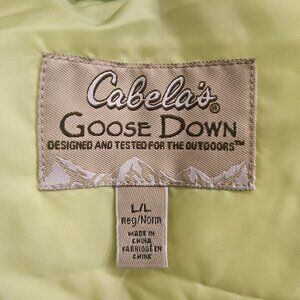 Cabela's®
GOOSE DOWN
DESIGNED AND TESTED FOR THE OUTDOORS™
L/L
Reg/Norm
MADE IN
CHINA
FABRIQUÉ EN
CHINE